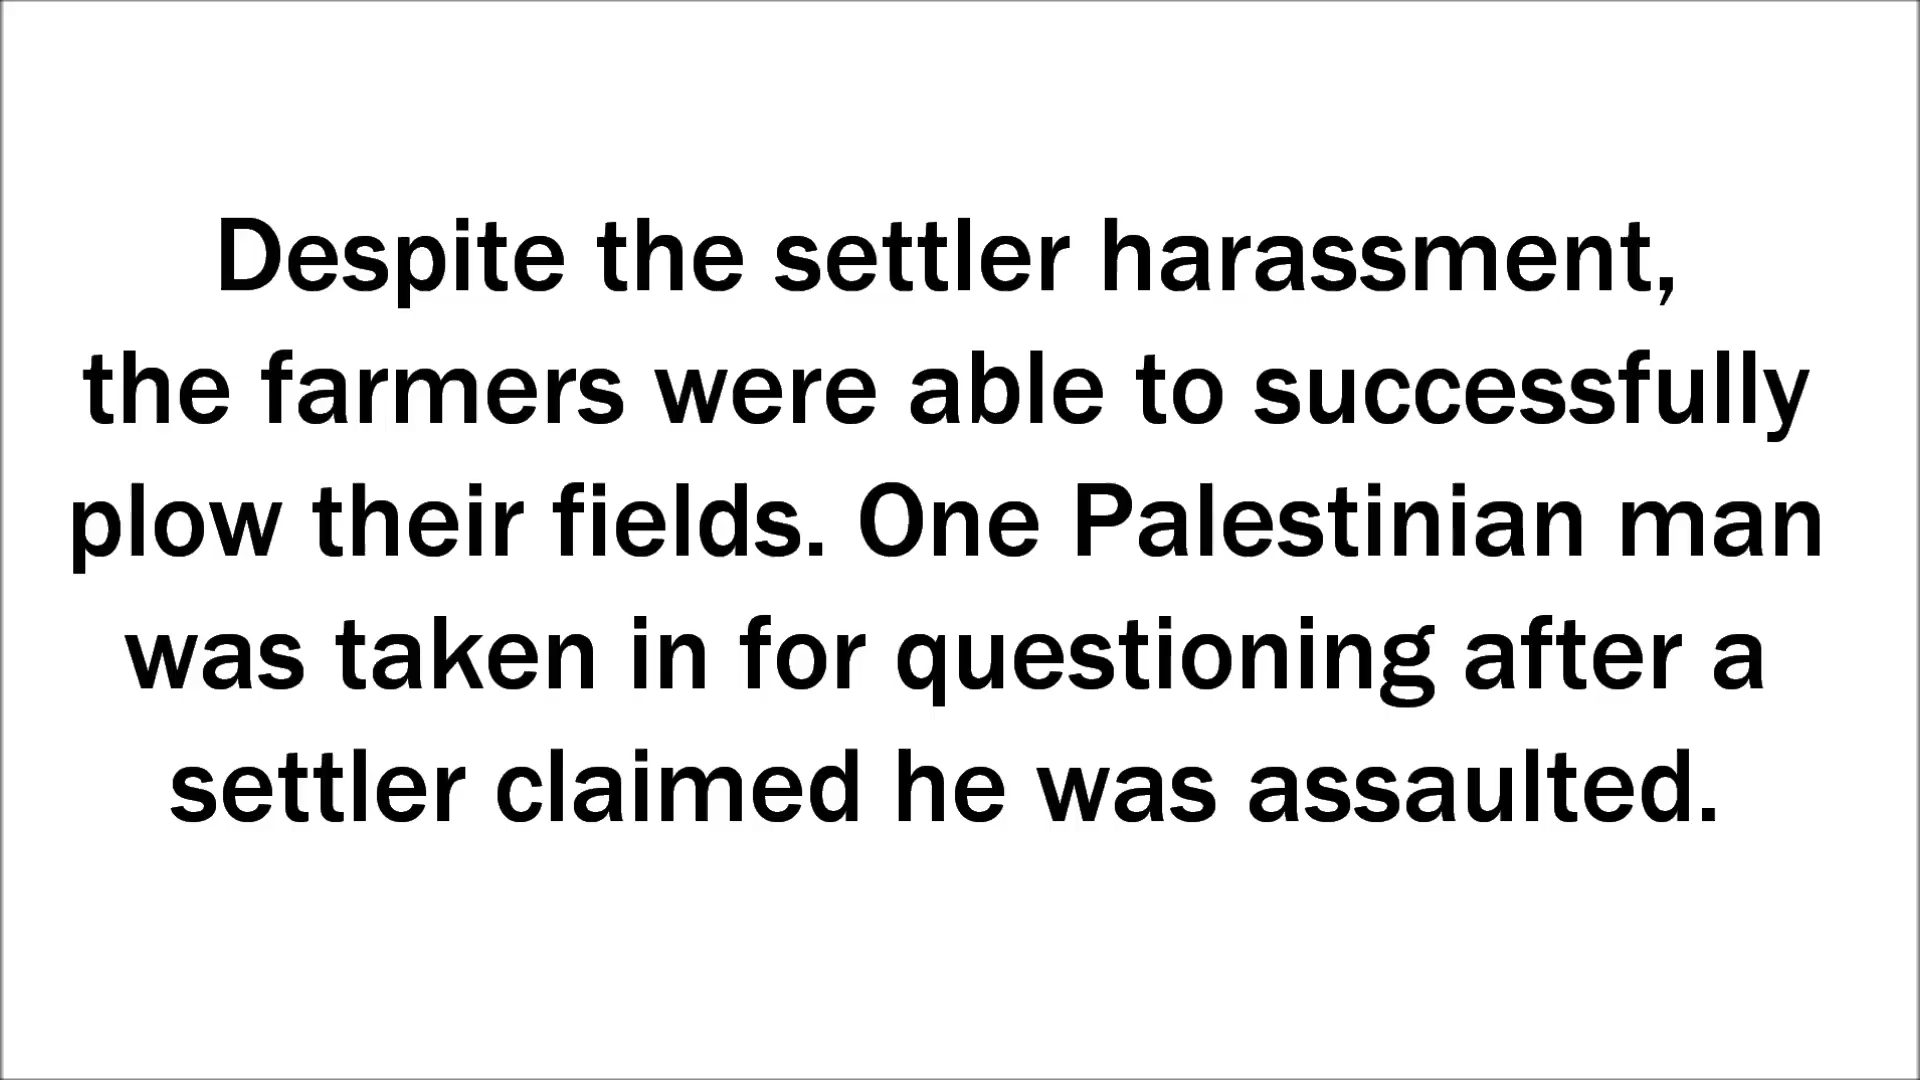 Despite the settler harassment,
the farmers were able to successfully
plow their fields. One Palestinian man
was taken in for questioning after a
settler claimed he was assaulted.